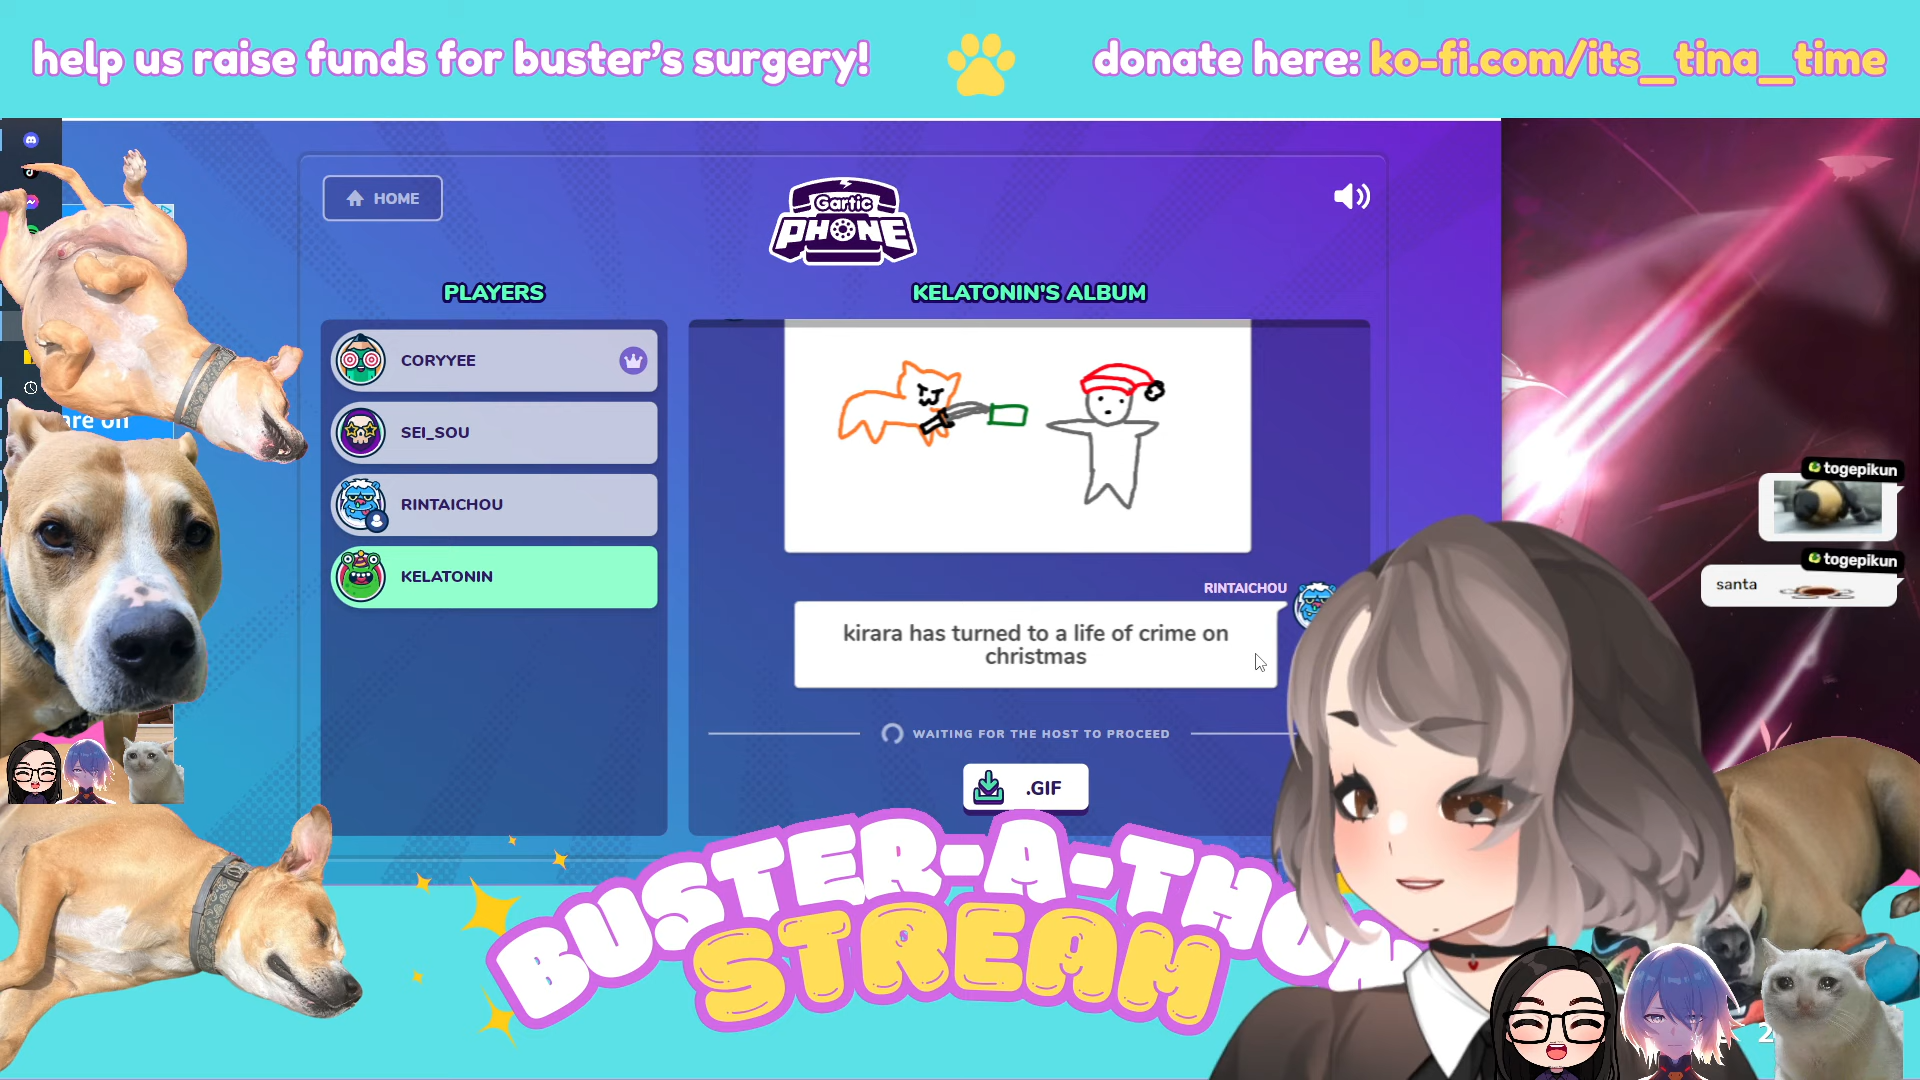 help us raise funds for buster's surgery!
donate here: ko-fi.com/its_tina_time
HOME
Gartic
PHONE
PLAYERS
KELATONIN'S ALBUM
CORYYEE
SEI_SOU
RINTAICHOU
KELATONIN
RINTAICHOU
kirara has turned to a life of crime on
christmas
WAITING FOR THE HOST TO PROCEED
.GIF
togepikun
togepikun
santa
BUSTER-A-THON
STREAM